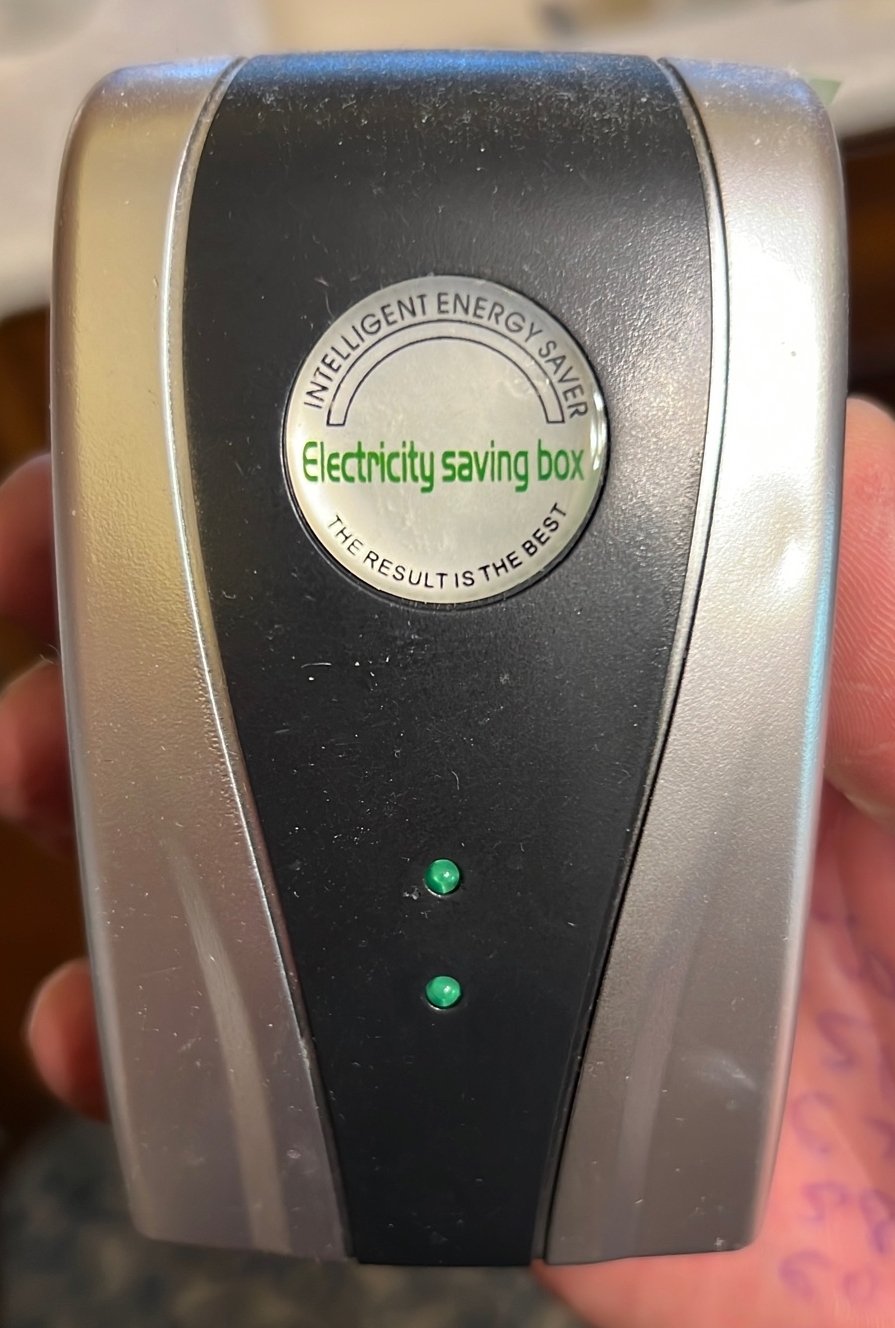 INTELLIGENT ENERGY SAVER
Electricity saving box
THE RESULT IS THE BEST